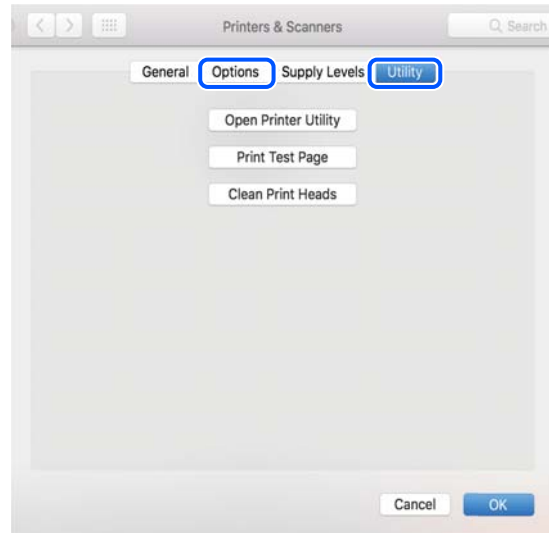 Printers & Scanners
Search
General Options Supply Levels Utility
Open Printer Utility
Print Test Page
Clean Print Heads
Cancel OK